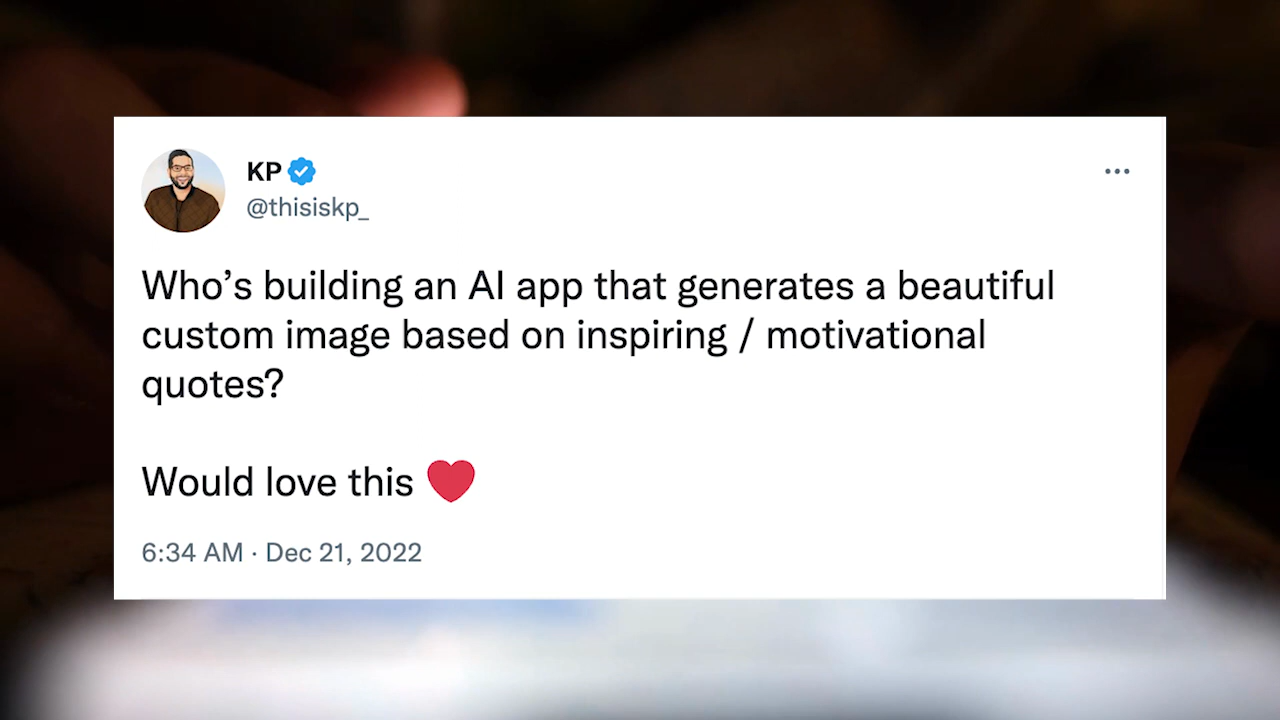 KP
@thisiskp_
Who’s building an AI app that generates a beautiful
custom image based on inspiring / motivational
quotes?
Would love this ❤️
6:34 AM · Dec 21, 2022